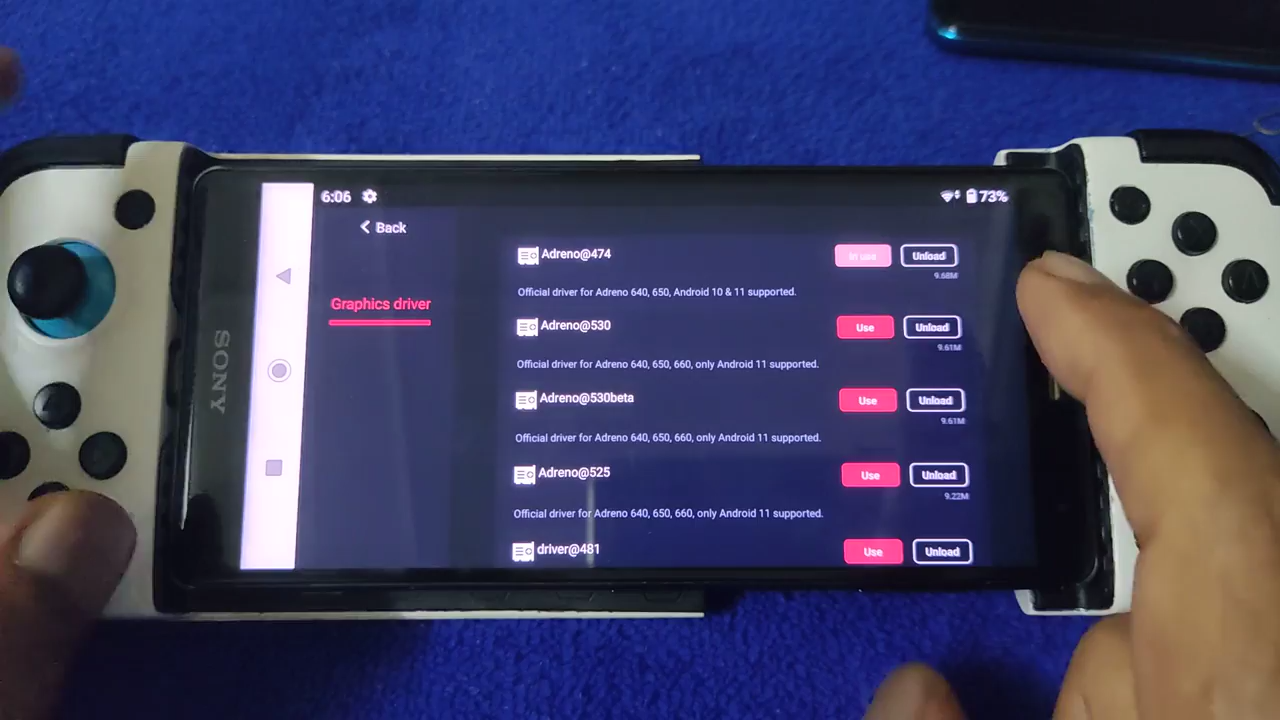 SONY
6:06
73%
Back
Graphics driver
Adreno@474
In use
Unload
9.68M
Official driver for Adreno 640, 650, Android 10 & 11 supported.
Adreno@530
Use
Unload
9.61M
Official driver for Adreno 640, 650, 660, only Android 11 supported.
Adreno@530beta
Use
Unload
9.61M
Official driver for Adreno 640, 650, 660, only Android 11 supported.
Adreno@525
Use
Unload
9.22M
Official driver for Adreno 640, 650, 660, only Android 11 supported.
driver@481
Use
Unload